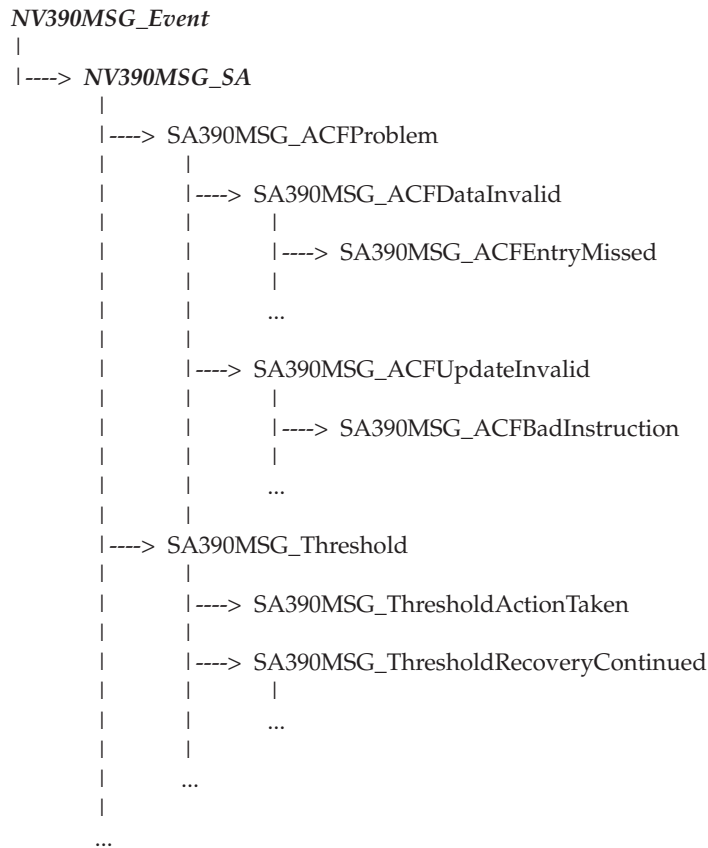 NV390MSG_Event
|
|----> NV390MSG_SA
|
|----> SA390MSG_ACFProblem
| |
| |----> SA390MSG_ACFDataInvalid
| | |
| | |----> SA390MSG_ACFEntryMissed
| | |
| | ...
| |
| |----> SA390MSG_ACFUpdateInvalid
| | |
| | |----> SA390MSG_ACFBadInstruction
| | |
| | ...
| |
|----> SA390MSG_Threshold
| |
| |----> SA390MSG_ThresholdActionTaken
| |
| |----> SA390MSG_ThresholdRecoveryContinued
| | |
| | ...
| |
| ...
|
...